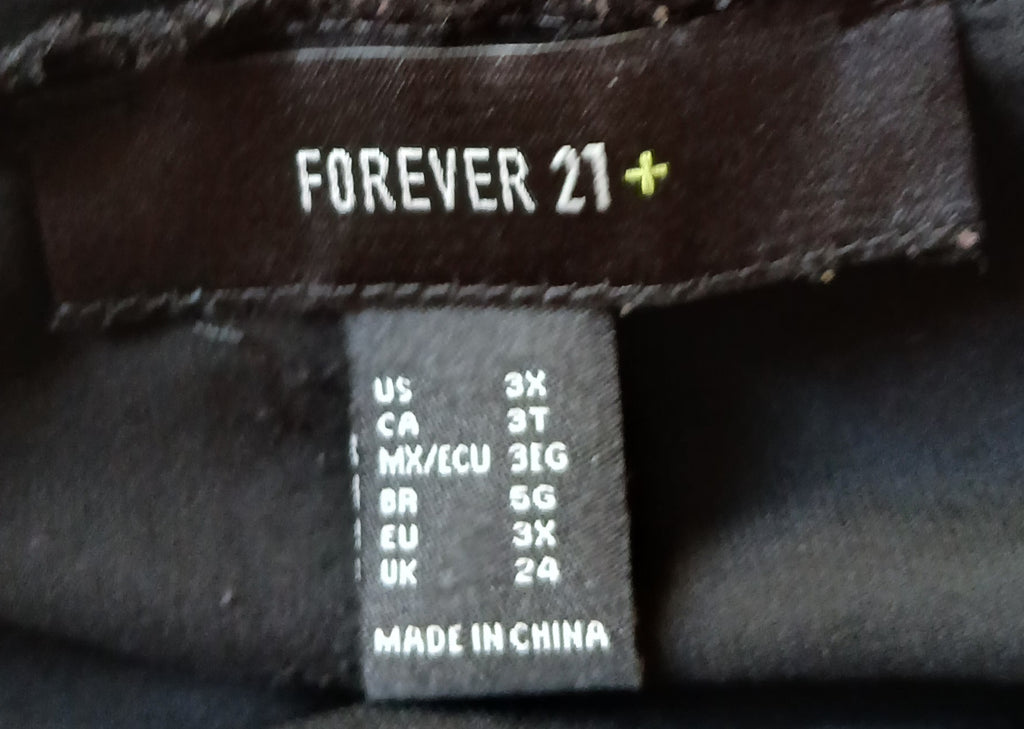 FOREVER 21+
US 3X
CA 3T
MX/ECU 3EG
BR 5G
EU 3X
UK 24
MADE IN CHINA